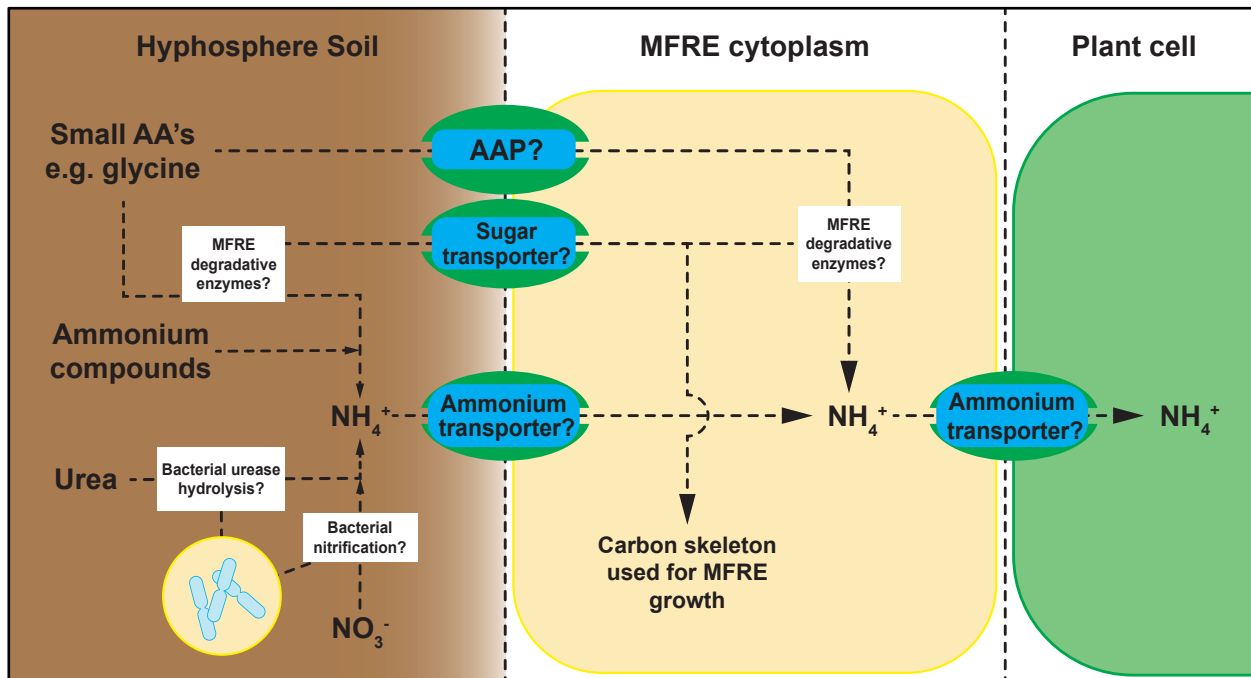 Hyphosphere Soil
MFRE cytoplasm
Plant cell
Small AA's
e.g. glycine
AAP?
MFRE
degradative
enzymes?
Sugar
transporter?
MFRE
degradative
enzymes?
Ammonium
compounds
NH₄⁺
Ammonium
transporter?
NH₄⁺
Ammonium
transporter?
NH₄⁺
Urea
Bacterial urease
hydrolysis?
Bacterial
nitrification?
NO₃⁻
Carbon skeleton
used for MFRE
growth